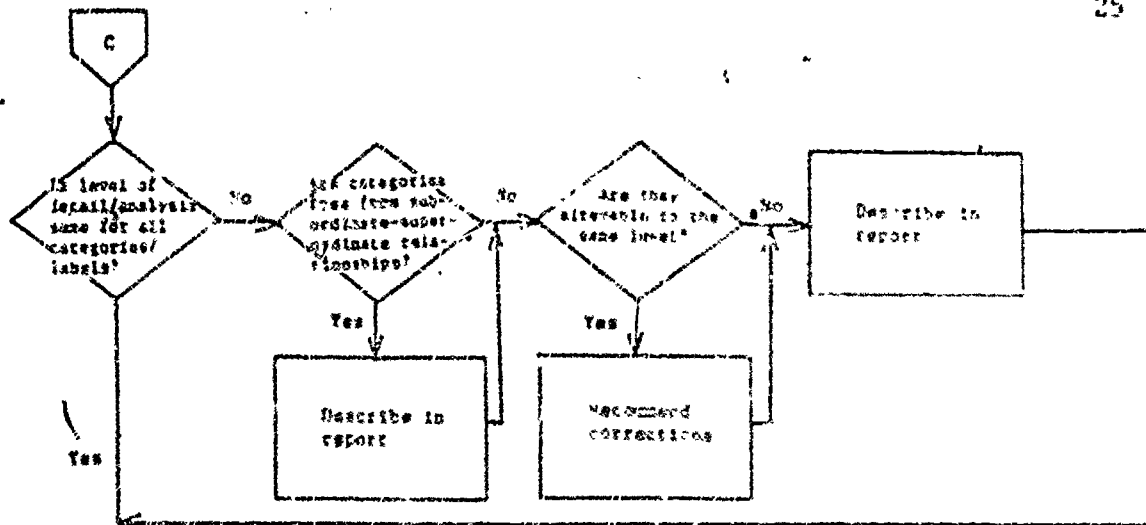 25
C
Is level of
detail/analysis
same for all
categories/
labels?
No
Are categories
free from sub-
ordinate-super-
ordinate rela-
tionships?
No
Are they
alterable to the
same level?
No
Describe in
report
Yes
Yes
Describe in
report
Recommend
corrections
Yes